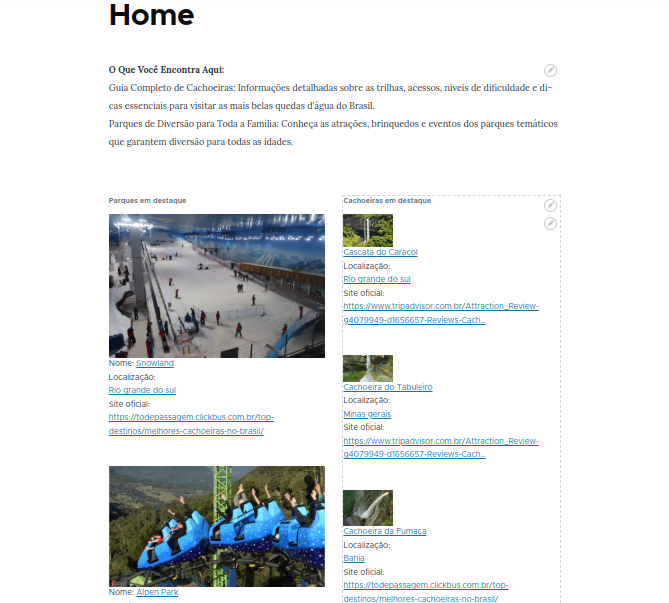 Home
O Que Você Encontra Aqui:
Guia Completo de Cachoeiras: Informações detalhadas sobre as trilhas, acessos, níveis de dificuldade e di-
cas essenciais para visitar as mais belas quedas d'água do Brasil.
Parques de Diversão para Toda a Família: Conheça as atrações, brinquedos e eventos dos parques temáticos
que garantem diversão para todas as idades.
Parques em destaque
Nome: Snowland
Localização:
Rio grande do sul
Site oficial:
https://todepassagem.clickbus.com.br/top-
destinos/melhores-cachoeiras-no-brasil/
Nome: Alpen Park
Cachoeiras em destaque
Cascata do Caracol
Localização:
Rio grande do sul
Site oficial:
https://www.tripadvisor.com.br/Attraction_Review-
g4079949-d1656657-Reviews-Cach...
Cachoeira do Tabuleiro
Localização:
Minas gerais
Site oficial:
https://www.tripadvisor.com.br/Attraction_Review-
g4079949-d1656657-Reviews-Cach...
Cachoeira da Fumaça
Localização:
Bahia
Site oficial:
https://todepassagem.clickbus.com.br/top-
destinos/melhores-cachoeiras-no-brasil/